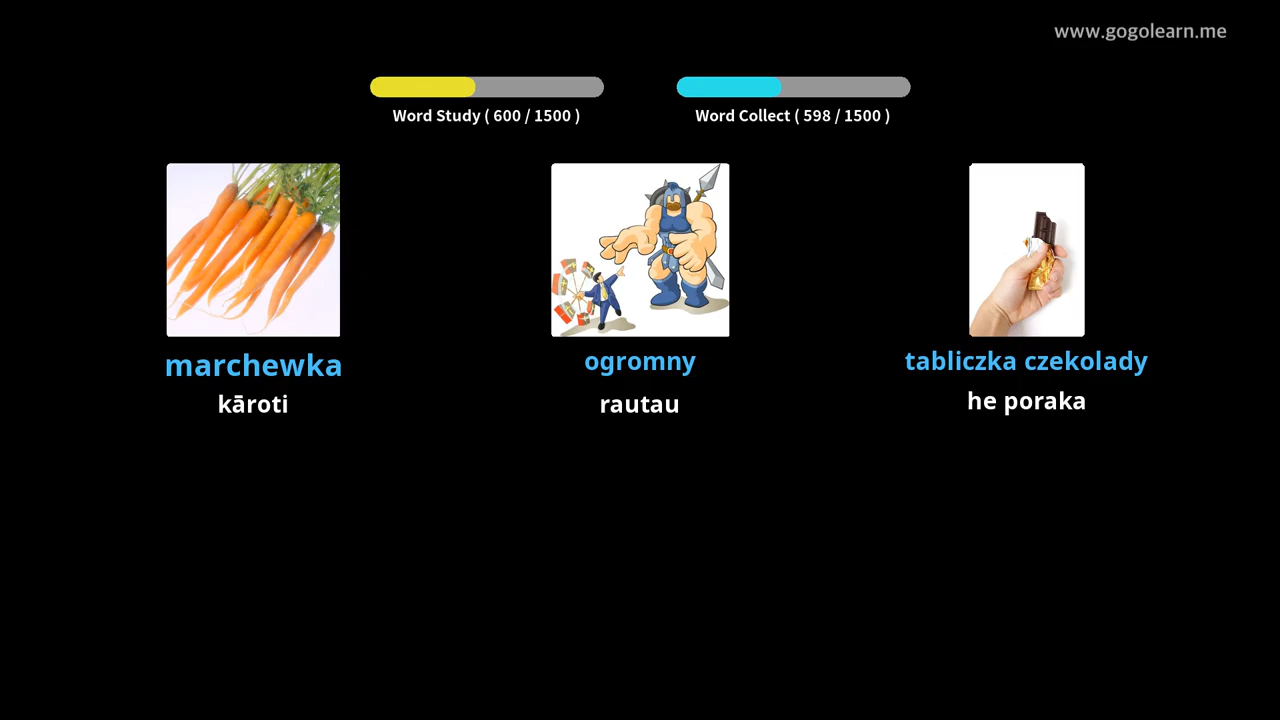 www.gogolearn.me
Word Study ( 600 / 1500 )
Word Collect ( 598 / 1500 )
marchewka
ogromny
tabliczka czekolady
kāroti
rautau
he poraka